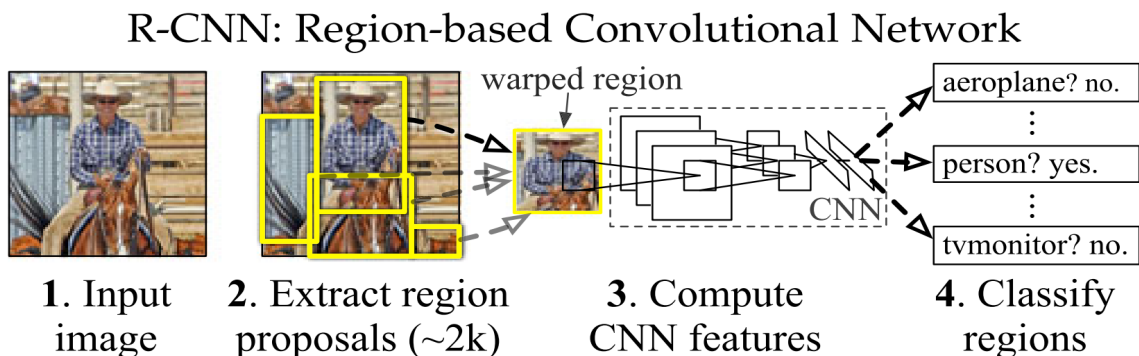 R-CNN: Region-based Convolutional Network
warped region
aeroplane? no.
⋮
person? yes.
⋮
tvmonitor? no.
CNN
1. Input
image
2. Extract region
proposals (~2k)
3. Compute
CNN features
4. Classify
regions